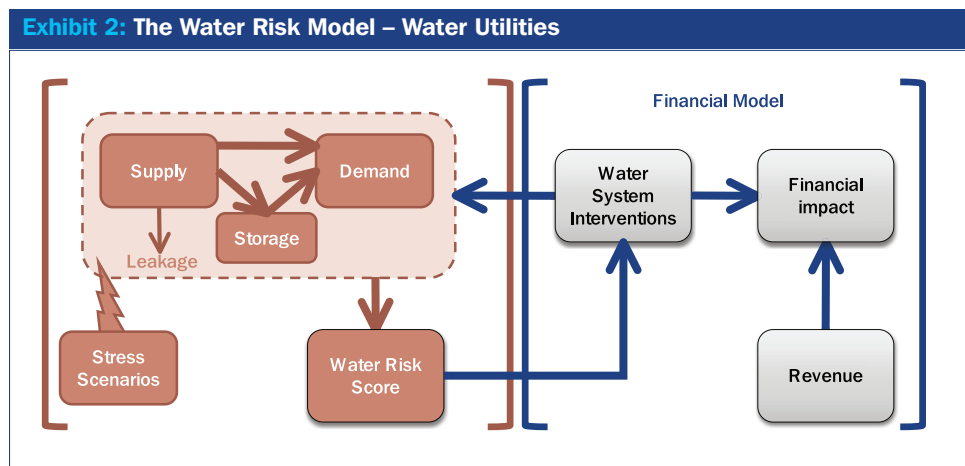 Exhibit 2: The Water Risk Model – Water Utilities
Financial Model
Supply
Demand
Storage
Leakage
Stress
Scenarios
Water Risk
Score
Water
System
Interventions
Financial
impact
Revenue